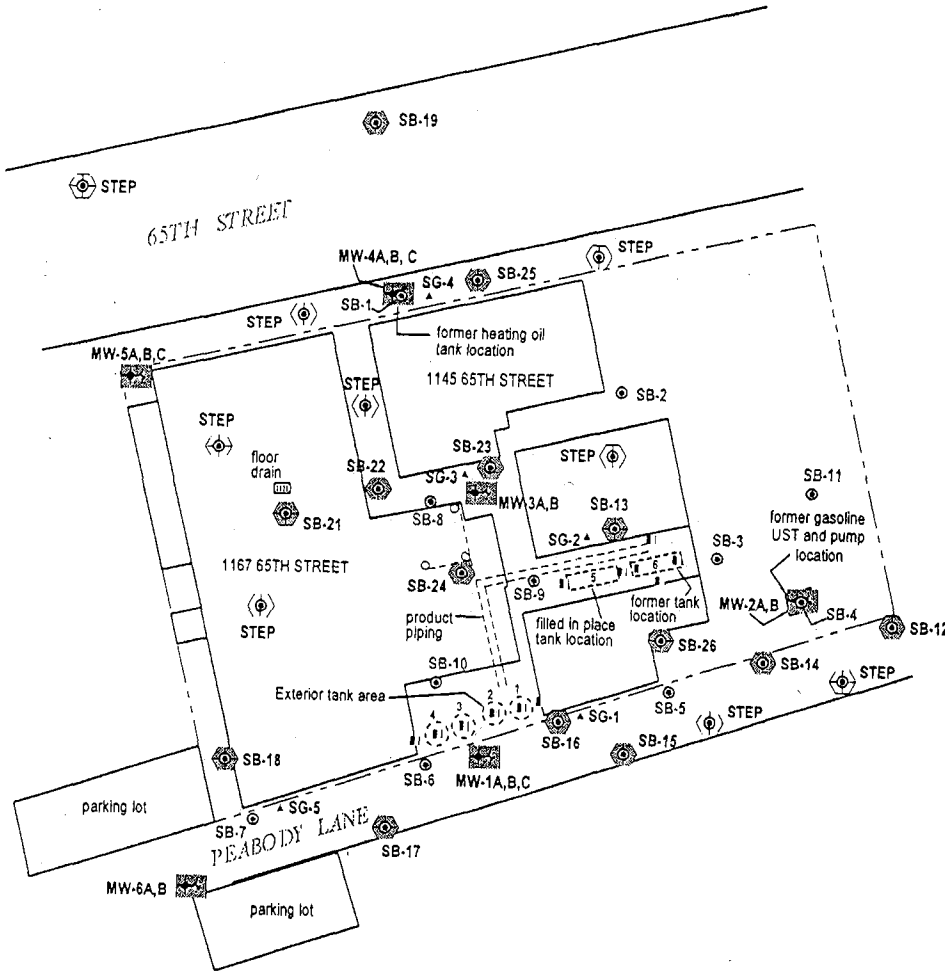 SB-19
STEP
65TH STREET
STEP
MW-4A,B, C
SG-4
SB-25
SB-1
STEP
former heating oil
tank location
MW-5A,B,C
1145 65TH STREET
STEP
SB-2
STEP
floor
drain
SB-22
SB-23
SG-3
STEP
SB-11
MW-3A,B
SB-8
SB-13
former gasoline
UST and pump
location
SB-21
SG-2
1167 65TH STREET
SB-3
SB-24
SB-9
5
6
MW-2A,B
SB-4
STEP
product
piping
filled in place
tank location
former tank
location
SB-12
SB-26
SB-10
SB-14
Exterior tank area
1
2
3
4
SB-5
STEP
SG-1
STEP
SB-16
SB-15
SB-18
SB-6
MW-1A,B,C
parking lot
SG-5
SB-7
PEABODY LANE
SB-17
MW-6A,B
parking lot